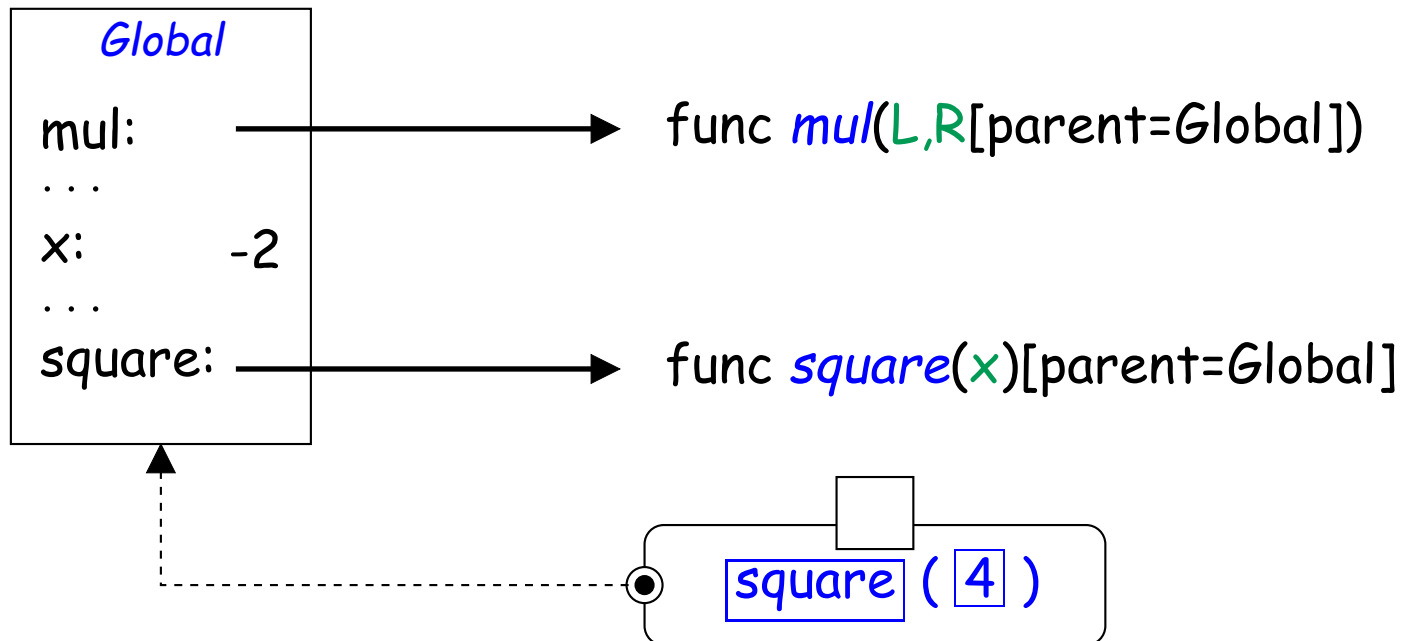 Global
mul: func mul(L,R[parent=Global])
...
x: -2
...
square: func square(x)[parent=Global]
square ( 4 )